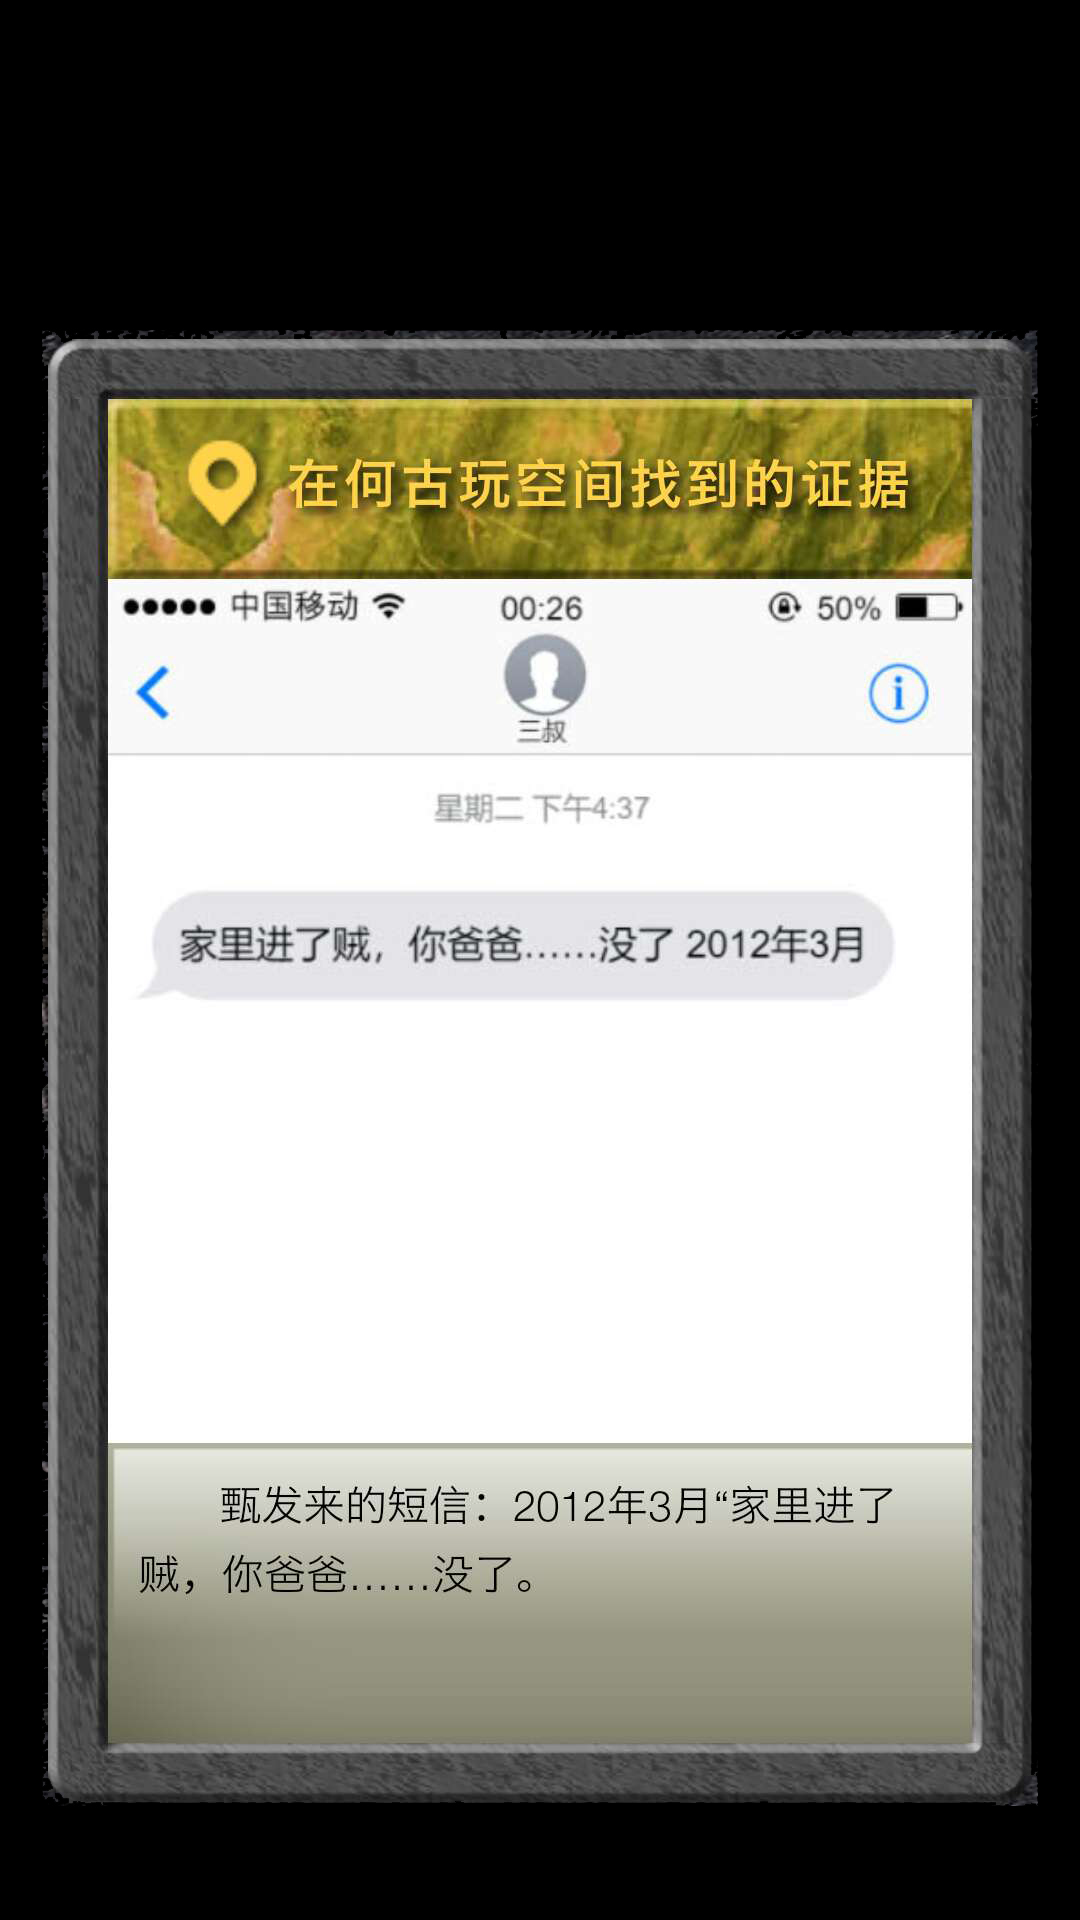 在何古玩空间找到的证据
中国移动 00:26 50%
三叔
星期二 下午4:37
家里进了贼，你爸爸……没了 2012年3月
甄发来的短信：2012年3月“家里进了
贼，你爸爸……没了。